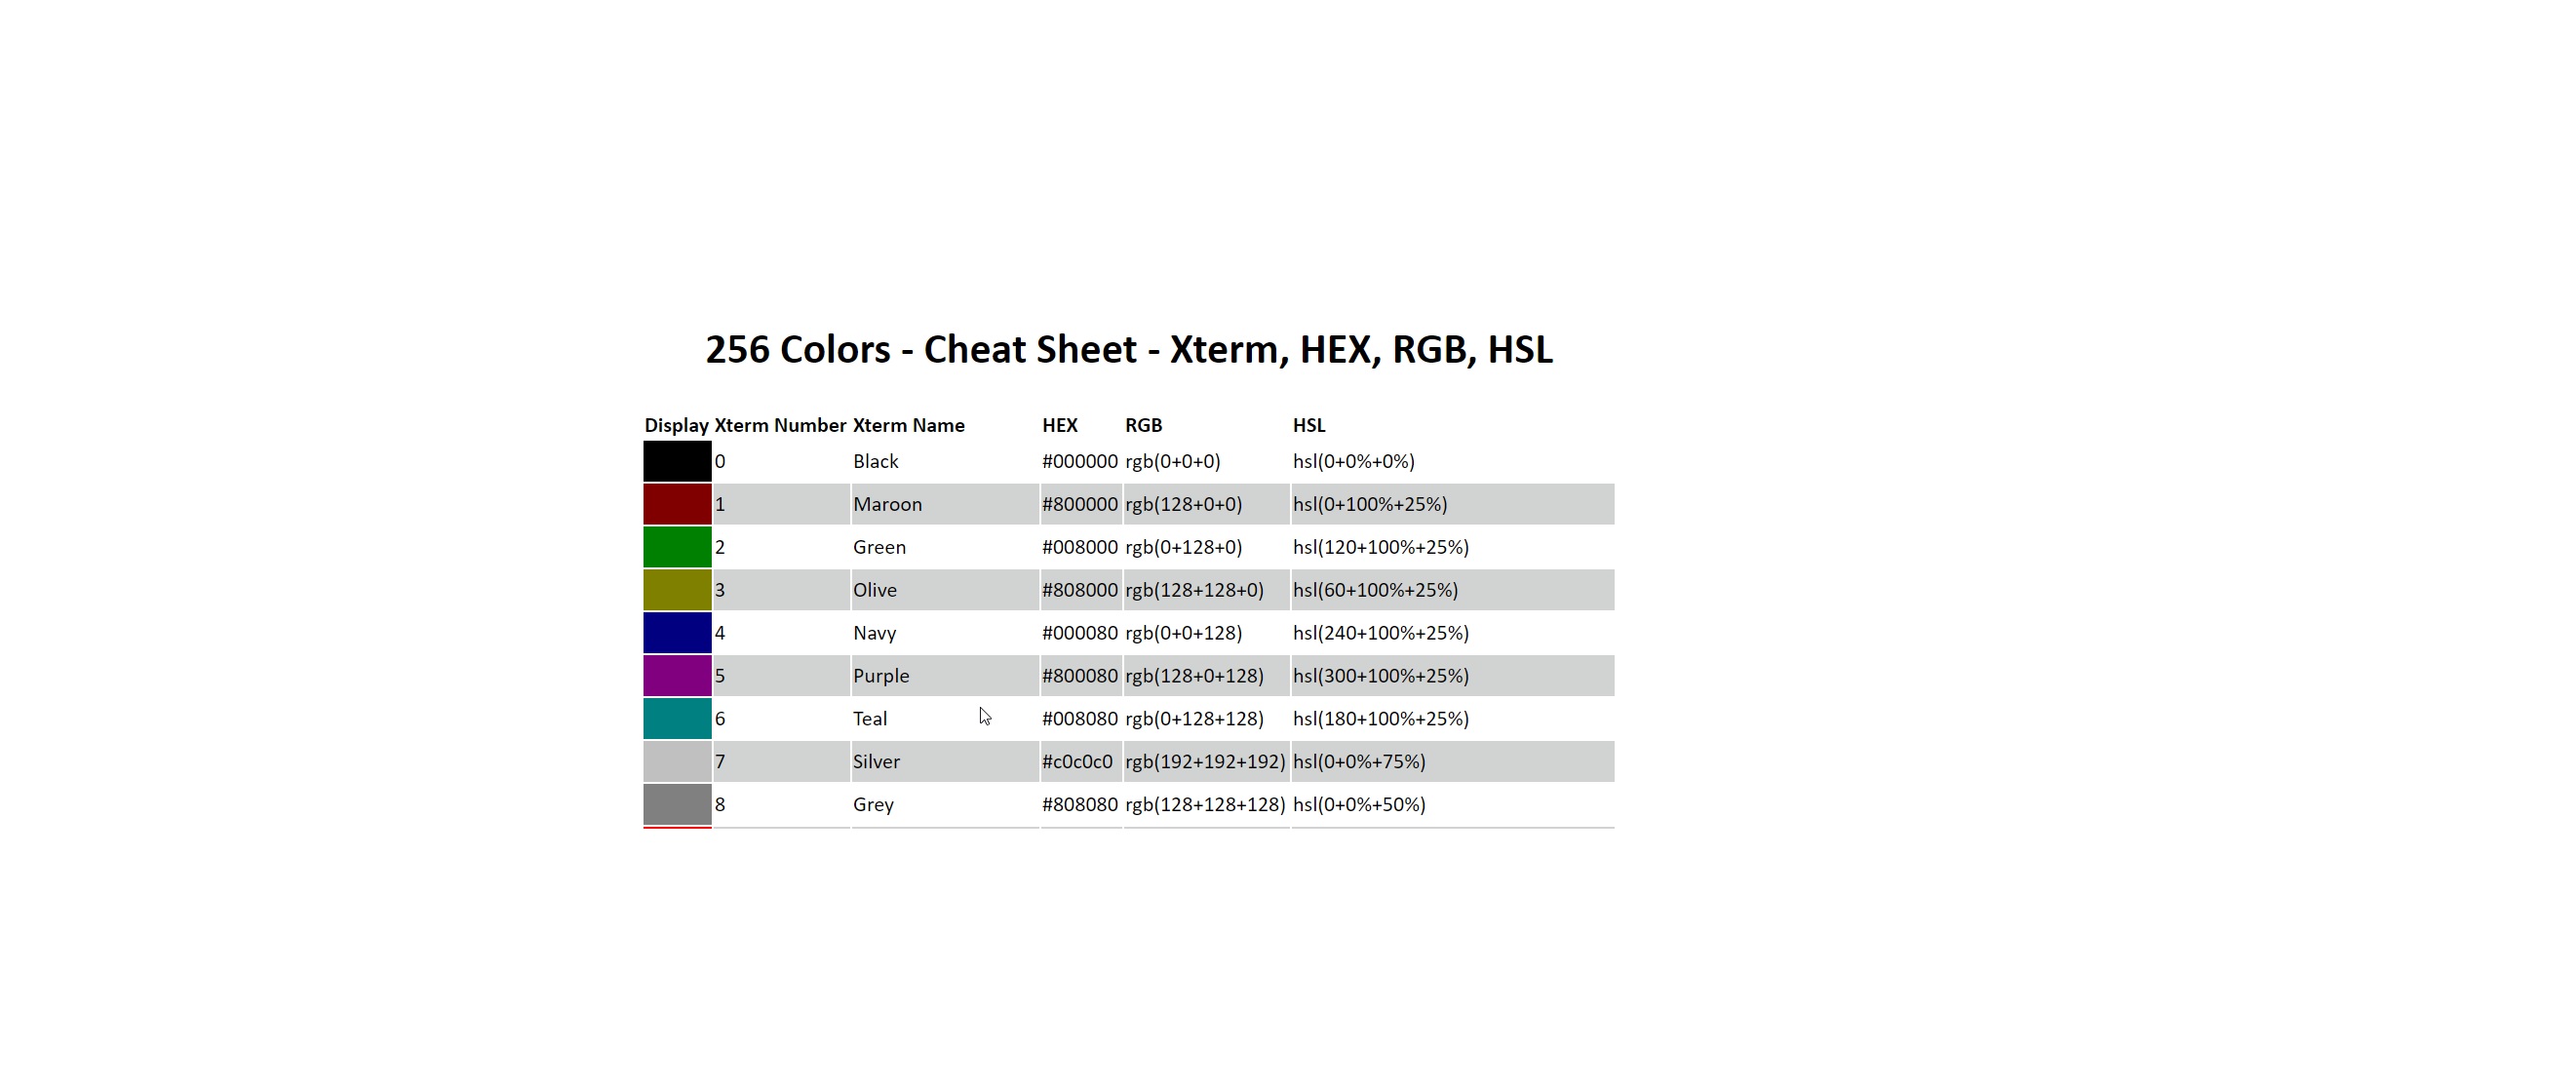 256 Colors - Cheat Sheet - Xterm, HEX, RGB, HSL
Display Xterm Number Xterm Name HEX RGB HSL
0 Black #000000 rgb(0+0+0) hsl(0+0%+0%)
1 Maroon #800000 rgb(128+0+0) hsl(0+100%+25%)
2 Green #008000 rgb(0+128+0) hsl(120+100%+25%)
3 Olive #808000 rgb(128+128+0) hsl(60+100%+25%)
4 Navy #000080 rgb(0+0+128) hsl(240+100%+25%)
5 Purple #800080 rgb(128+0+128) hsl(300+100%+25%)
6 Teal #008080 rgb(0+128+128) hsl(180+100%+25%)
7 Silver #c0c0c0 rgb(192+192+192) hsl(0+0%+75%)
8 Grey #808080 rgb(128+128+128) hsl(0+0%+50%)